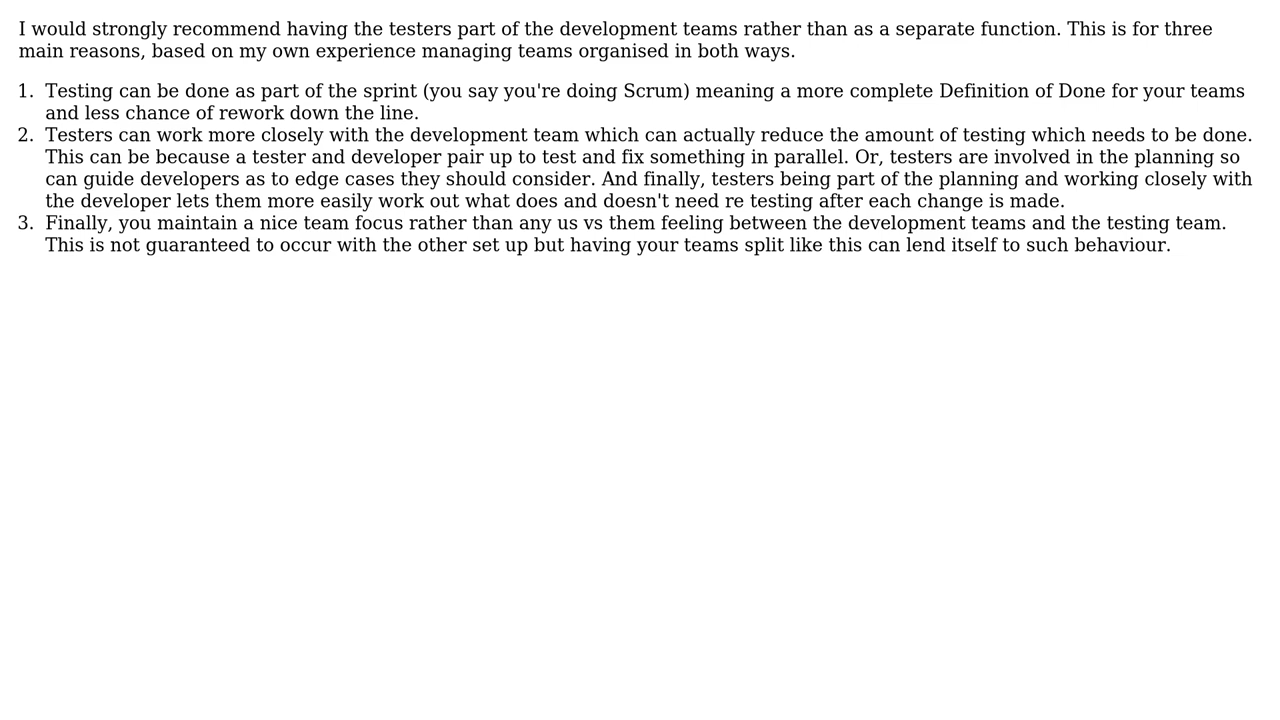 I would strongly recommend having the testers part of the development teams rather than as a separate function. This is for three
main reasons, based on my own experience managing teams organised in both ways.
1. Testing can be done as part of the sprint (you say you're doing Scrum) meaning a more complete Definition of Done for your teams
and less chance of rework down the line.
2. Testers can work more closely with the development team which can actually reduce the amount of testing which needs to be done.
This can be because a tester and developer pair up to test and fix something in parallel. Or, testers are involved in the planning so
can guide developers as to edge cases they should consider. And finally, testers being part of the planning and working closely with
the developer lets them more easily work out what does and doesn't need re testing after each change is made.
3. Finally, you maintain a nice team focus rather than any us vs them feeling between the development teams and the testing team.
This is not guaranteed to occur with the other set up but having your teams split like this can lend itself to such behaviour.